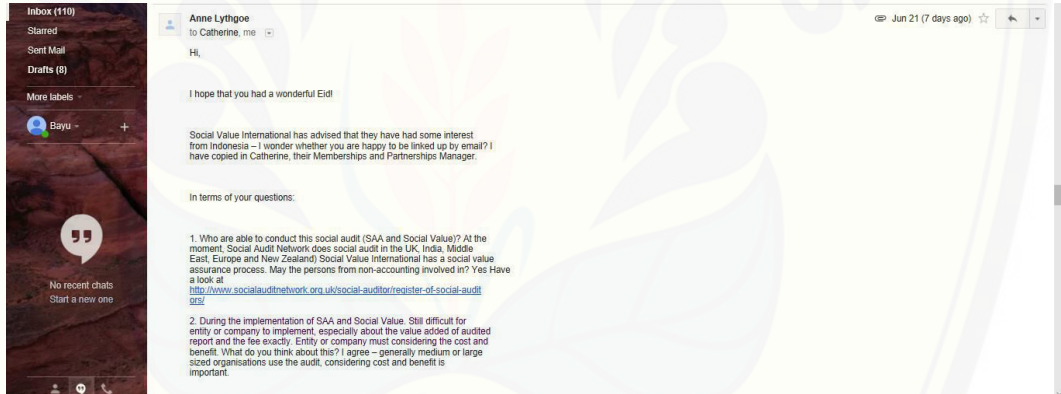 Inbox (110)
Starred
Sent Mail
Drafts (8)
More labels
Bayu
No recent chats
Start a new one
Anne Lythgoe
to Catherine, me
Jun 21 (7 days ago)
Hi,
I hope that you had a wonderful Eid!
Social Value International has advised that they have had some interest
from Indonesia – I wonder whether you are happy to be linked up by email? I
have copied in Catherine, their Memberships and Partnerships Manager.
In terms of your questions:
1. Who are able to conduct this social audit (SAA and Social Value)? At the
moment, Social Audit Network does social audit in the UK, India, Middle
East, Europe and New Zealand) Social Value International has a social value
assurance process. May the persons from non-accounting involved in? Yes Have
a look at
http://www.socialauditnetwork.org.uk/social-auditor/register-of-social-audit
ors/
2. During the implementation of SAA and Social Value. Still difficult for
entity or company to implement, especially about the value added of audited
report and the fee exactly. Entity or company must considering the cost and
benefit. What do you think about this? I agree – generally medium or large
sized organisations use the audit, considering cost and benefit is
important.